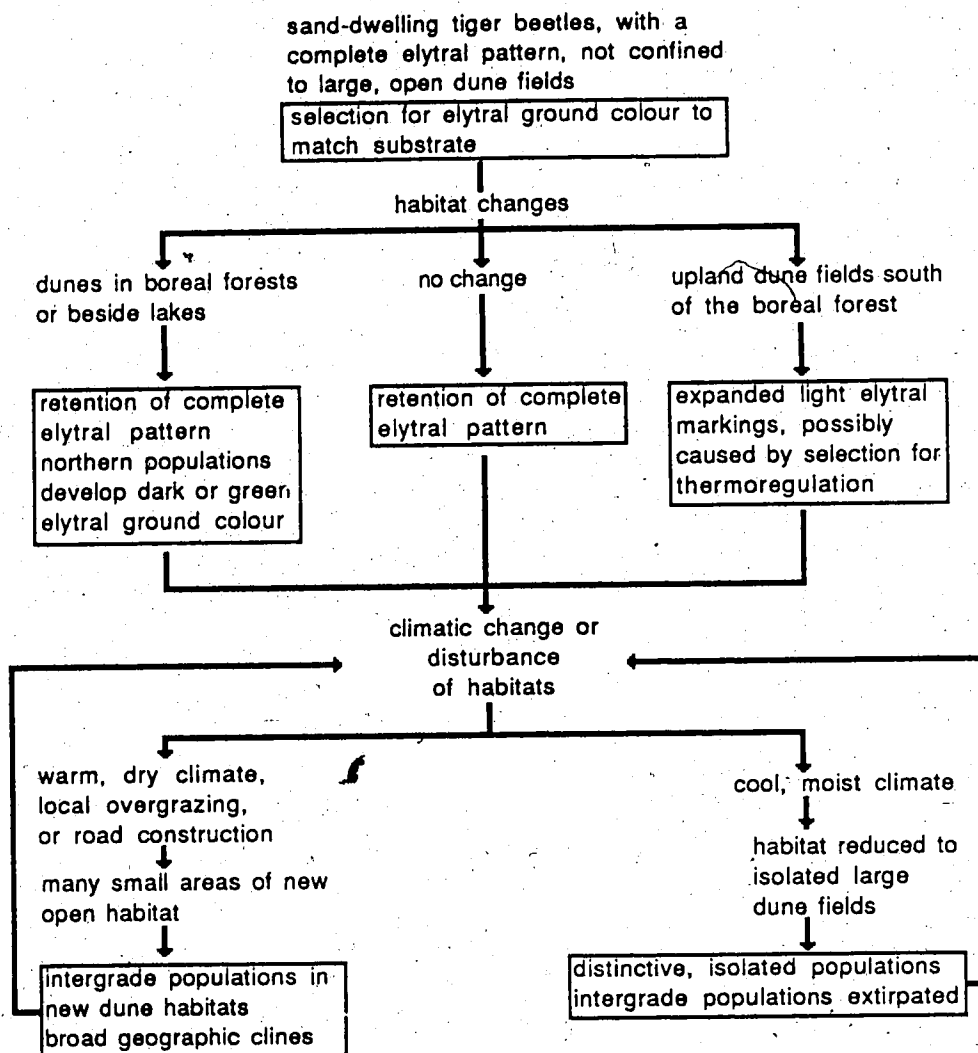 sand-dwelling tiger beetles, with a
complete elytral pattern, not confined
to large, open dune fields
selection for elytral ground colour to
match substrate
habitat changes
dunes in boreal forests
or beside lakes
no change
upland dune fields south
of the boreal forest
retention of complete
elytral pattern
northern populations
develop dark or green
elytral ground colour
retention of complete
elytral pattern
expanded light elytral
markings, possibly
caused by selection for
thermoregulation
climatic change or
disturbance
of habitats
warm, dry climate,
local overgrazing,
or road construction
many small areas of new
open habitat
intergrade populations in
new dune habitats
broad geographic clines
cool, moist climate
habitat reduced to
isolated large
dune fields
distinctive, isolated populations
intergrade populations extirpated